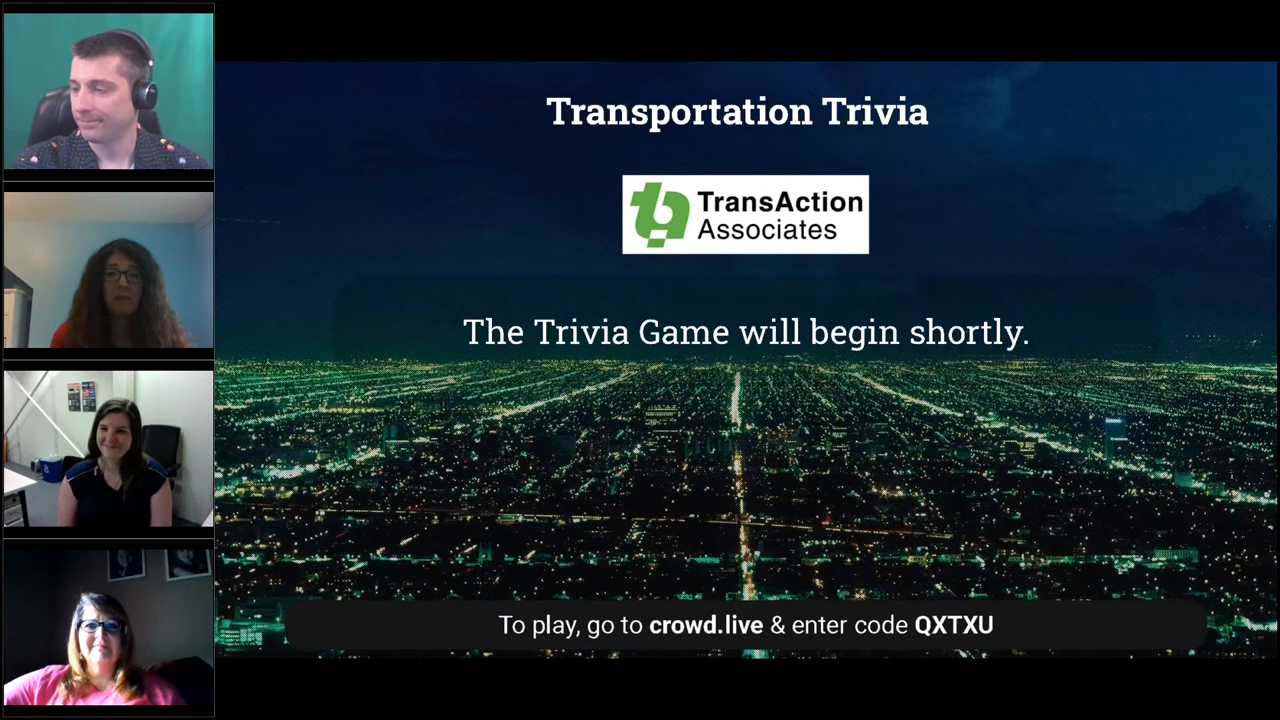 Transportation Trivia
TransAction
Associates
The Trivia Game will begin shortly.
To play, go to crowd.live & enter code QXTXU